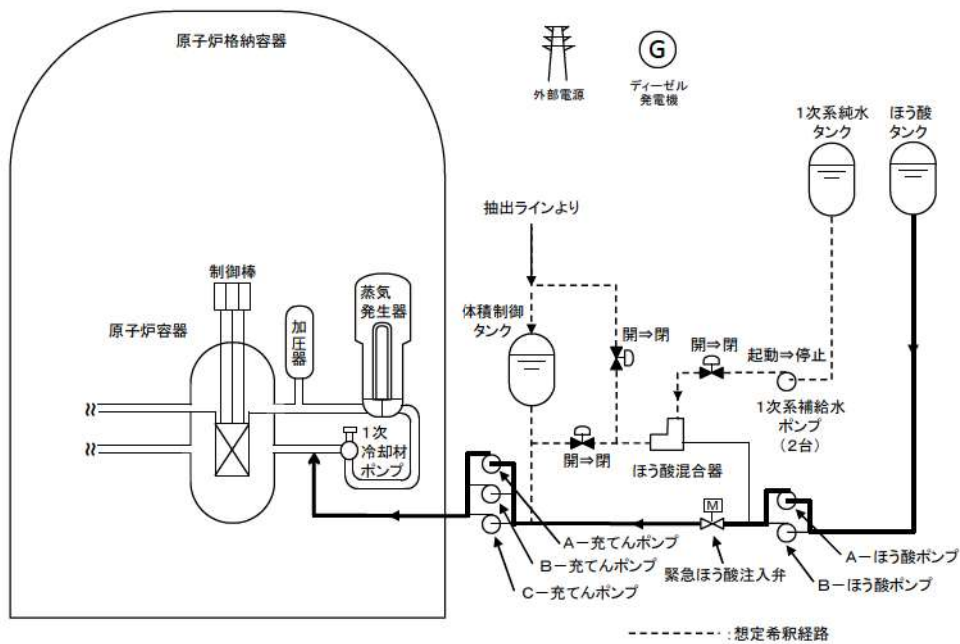 原子炉格納容器
G
外部電源
ディーゼル
発電機
1次系純水
タンク
ほう酸
タンク
抽出ラインより
制御棒
蒸気
発生器
体積制御
タンク
原子炉容器
加
圧
器
開⇒閉
開⇒閉
起動⇒停止
1次系補給水
ポンプ
(2台)
1次
冷却材
ポンプ
開⇒閉
ほう酸混合器
M
A-充てんポンプ
B-充てんポンプ
C-充てんポンプ
緊急ほう酸注入弁
A-ほう酸ポンプ
B-ほう酸ポンプ
:想定希釈経路